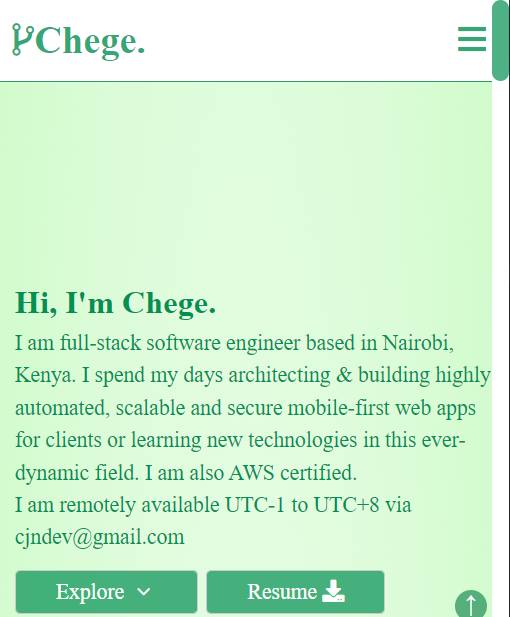 Chege.
Hi, I'm Chege.
I am full-stack software engineer based in Nairobi,
Kenya. I spend my days architecting & building highly
automated, scalable and secure mobile-first web apps
for clients or learning new technologies in this ever-
dynamic field. I am also AWS certified.
I am remotely available UTC-1 to UTC+8 via
cjndev@gmail.com
Explore
Resume